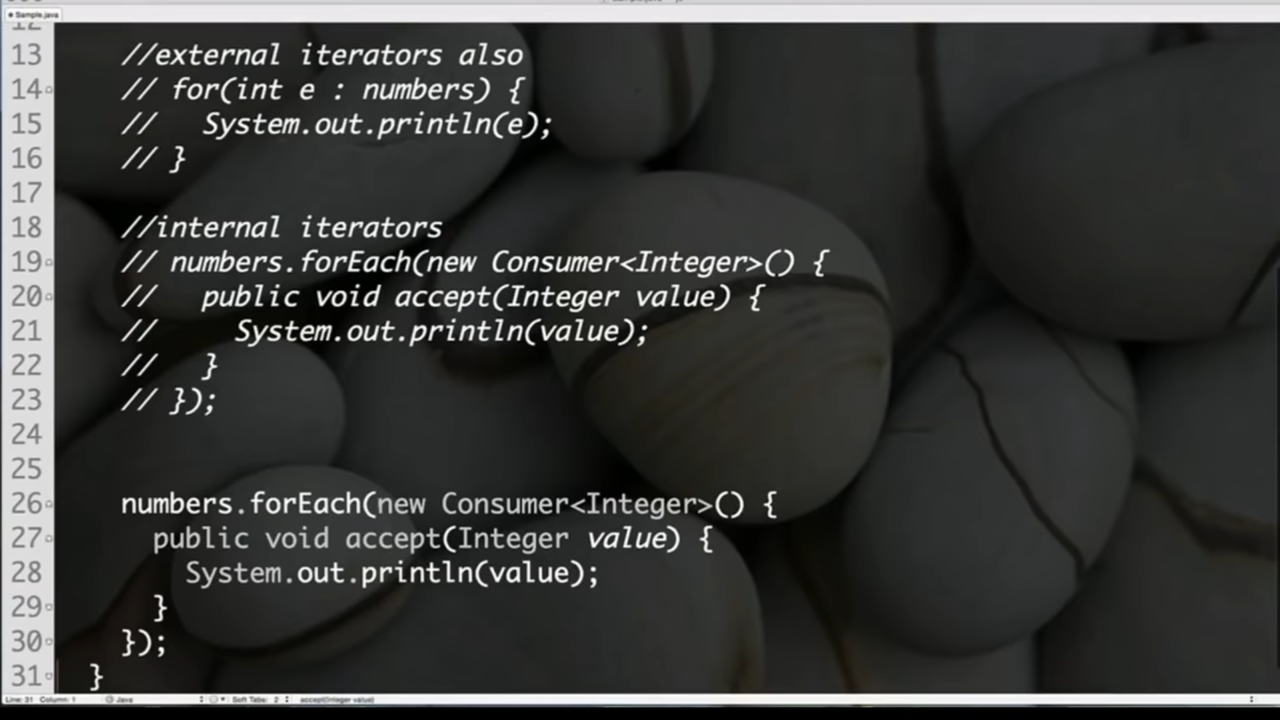 Sample.java
12
13 //external iterators also
14 // for(int e : numbers) {
15 //   System.out.println(e);
16 // }
17
18 //internal iterators
19 // numbers.forEach(new Consumer<Integer>() {
20 //   public void accept(Integer value) {
21 //     System.out.println(value);
22 //   }
23 // });
24
25
26 numbers.forEach(new Consumer<Integer>() {
27   public void accept(Integer value) {
28     System.out.println(value);
29   }
30 });
31 }
Line: 31 Column: 1 Java Soft Tabs: 2 accept(Integer value)